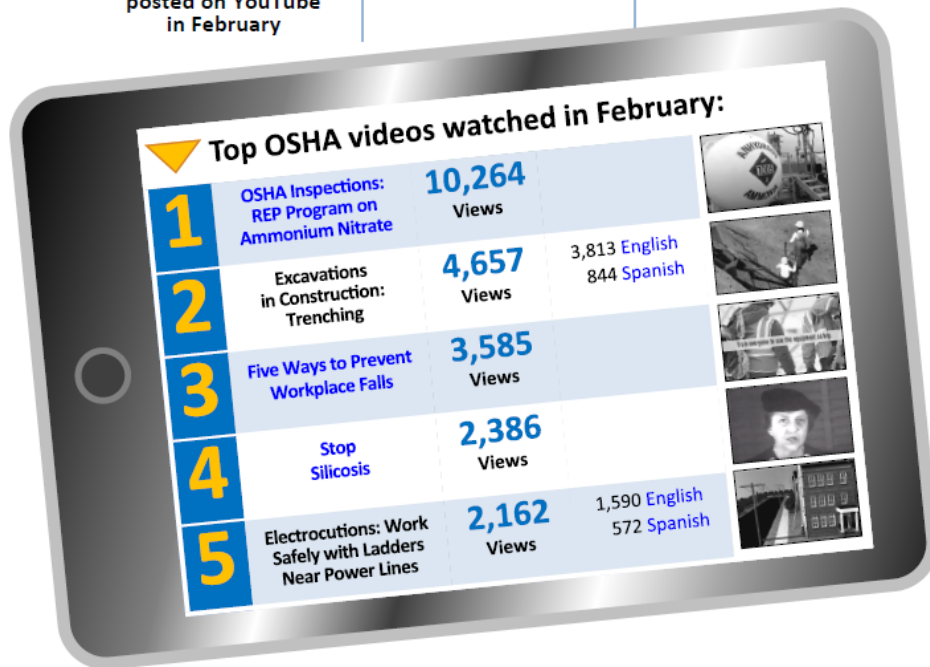 posted on YouTube
in February
Top OSHA videos watched in February:
1
OSHA Inspections:
REP Program on
Ammonium Nitrate
10,264
Views
2
Excavations
in Construction:
Trenching
4,657
Views
3,813 English
844 Spanish
3
Five Ways to Prevent
Workplace Falls
3,585
Views
4
Stop
Silicosis
2,386
Views
5
Electrocutions: Work
Safely with Ladders
Near Power Lines
2,162
Views
1,590 English
572 Spanish
ANHYDROUS
AMMONIA